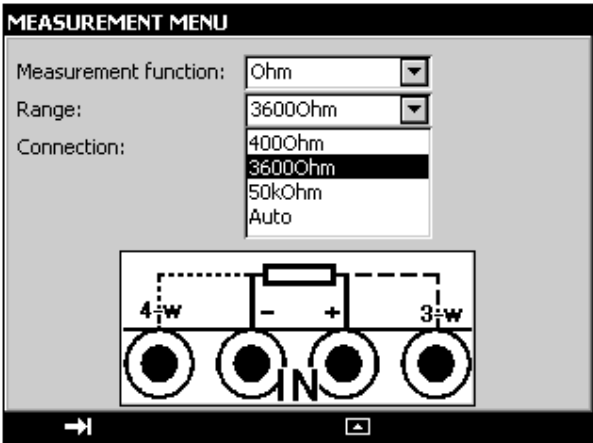 MEASUREMENT MENU
Measurement function: Ohm
Range: 3600Ohm
Connection:
400Ohm
3600Ohm
50kOhm
Auto
4-w - + 3-w
IN